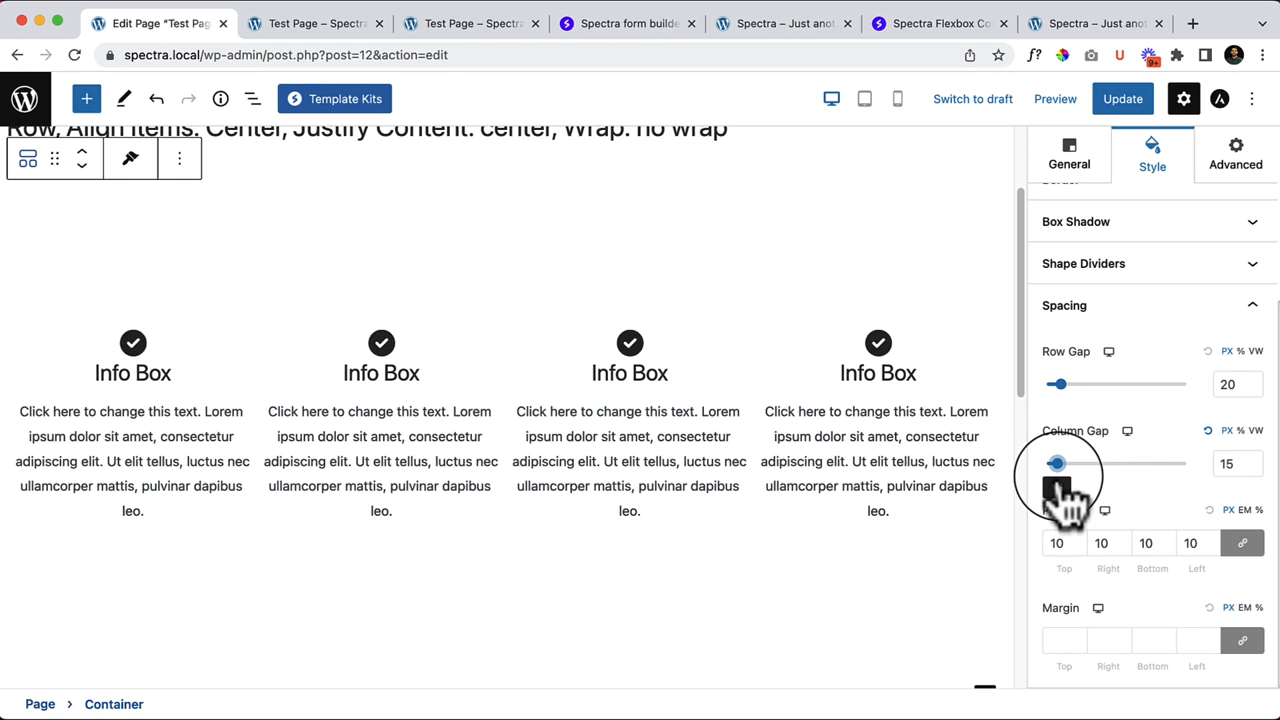 Edit Page “Test Pag
Test Page – Spectra
Test Page – Spectra
Spectra form builde
Spectra – Just anot
Spectra Flexbox Co
Spectra – Just anot
spectra.local/wp-admin/post.php?post=12&action=edit
f?
U
9+
Template Kits
Switch to draft
Preview
Update
Row, Align Items: Center, Justify Content: center, Wrap: no wrap
General
Style
Advanced
Border
Box Shadow
Shape Dividers
Spacing
Row Gap
PX % VW
20
Column Gap
PX % VW
15
PX EM %
10 10 10 10
Top Right Bottom Left
Margin
PX EM %
Top Right Bottom Left
Info Box
Click here to change this text. Lorem
ipsum dolor sit amet, consectetur
adipiscing elit. Ut elit tellus, luctus nec
ullamcorper mattis, pulvinar dapibus
leo.
Info Box
Click here to change this text. Lorem
ipsum dolor sit amet, consectetur
adipiscing elit. Ut elit tellus, luctus nec
ullamcorper mattis, pulvinar dapibus
leo.
Info Box
Click here to change this text. Lorem
ipsum dolor sit amet, consectetur
adipiscing elit. Ut elit tellus, luctus nec
ullamcorper mattis, pulvinar dapibus
leo.
Info Box
Click here to change this text. Lorem
ipsum dolor sit amet, consectetur
adipiscing elit. Ut elit tellus, luctus nec
ullamcorper mattis, pulvinar dapibus
leo.
Page
Container